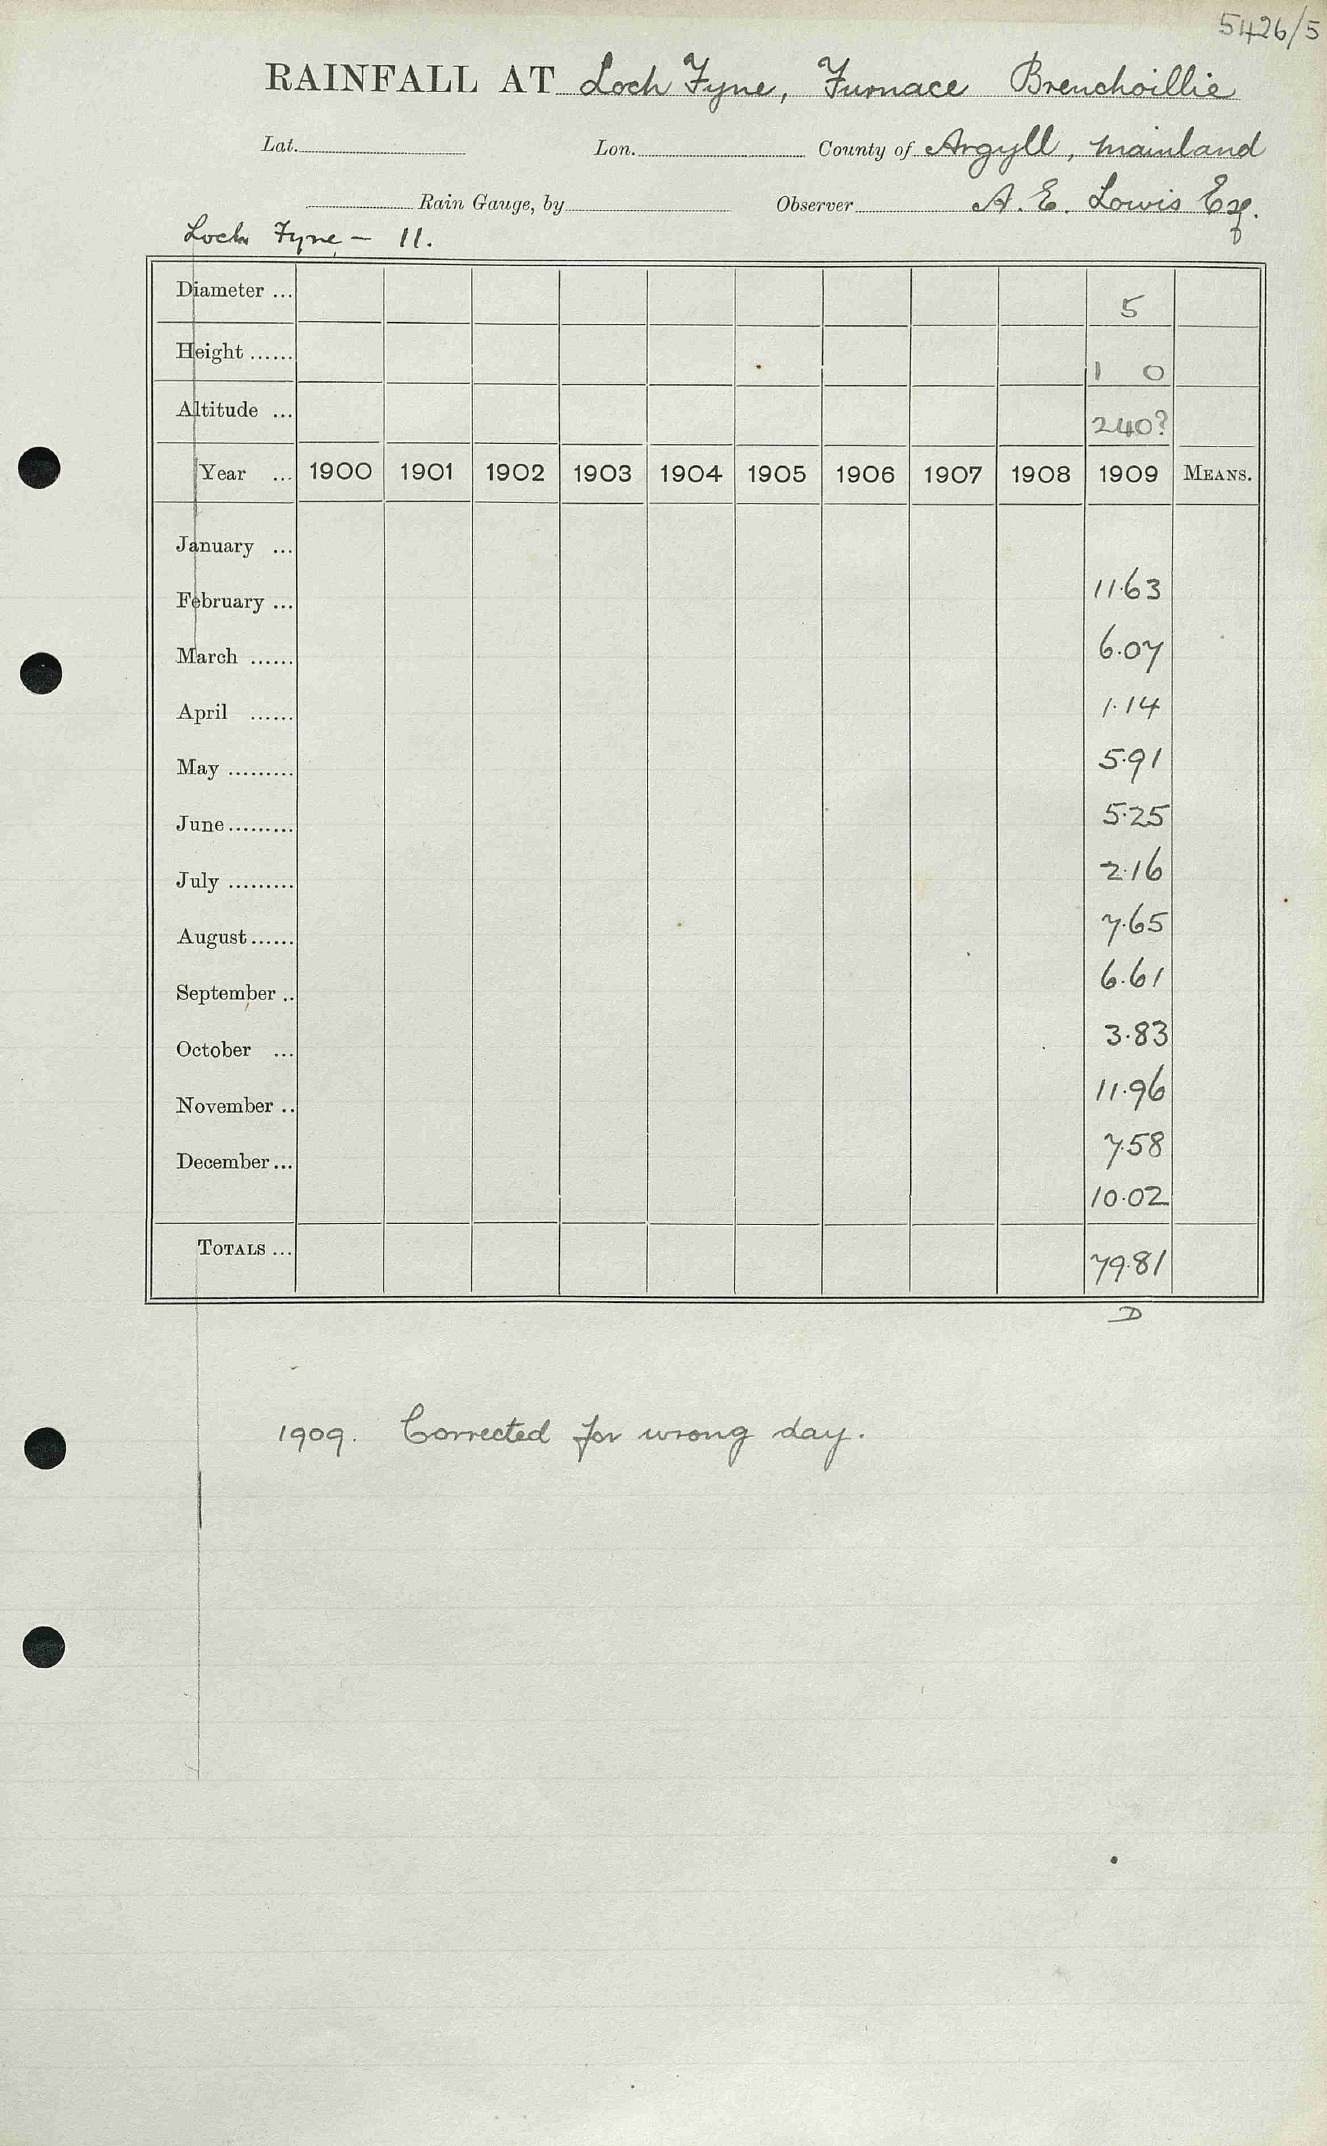 5426/5
RAINFALL AT Loch Fyne, Furnace Brenchoillie
Lat. Lon. County of Argyll, mainland
Rain Gauge, by Observer A. E. Lowis Esq.
Loch Fyne - 11.
Diameter ... 5
Height ...... 1 0
Altitude ... 240?
Year ... 1900 1901 1902 1903 1904 1905 1906 1907 1908 1909 MEANS.
January ... 11.63
February ... 6.07
March ...... 1.14
April ...... 5.91
May ......... 5.25
June ......... 2.16
July ......... 7.65
August ...... 6.61
September .. 3.83
October ... 11.96
November .. 7.58
December ... 10.02
TOTALS ... 79.81
D
1909. Corrected for wrong day.